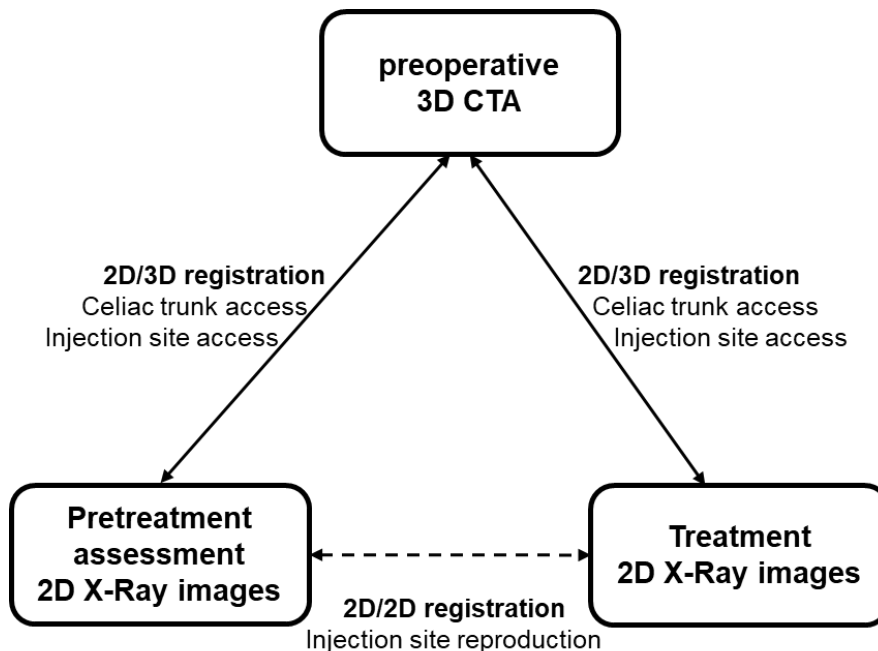 preoperative
3D CTA
2D/3D registration
Celiac trunk access
Injection site access
2D/3D registration
Celiac trunk access
Injection site access
Pretreatment
assessment
2D X-Ray images
Treatment
2D X-Ray images
2D/2D registration
Injection site reproduction